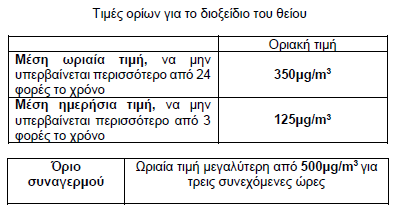 Τιμές ορίων για το διοξείδιο του θείου
Οριακή τιμή
Μέση ωριαία τιμή, να μην
υπερβαίνεται περισσότερο από 24
φορές το χρόνο
350μg/m³
Μέση ημερήσια τιμή, να μην
υπερβαίνεται περισσότερο από 3
φορές το χρόνο
125μg/m³
Όριο
συναγερμού
Ωριαία τιμή μεγαλύτερη από 500μg/m³ για
τρεις συνεχόμενες ώρες